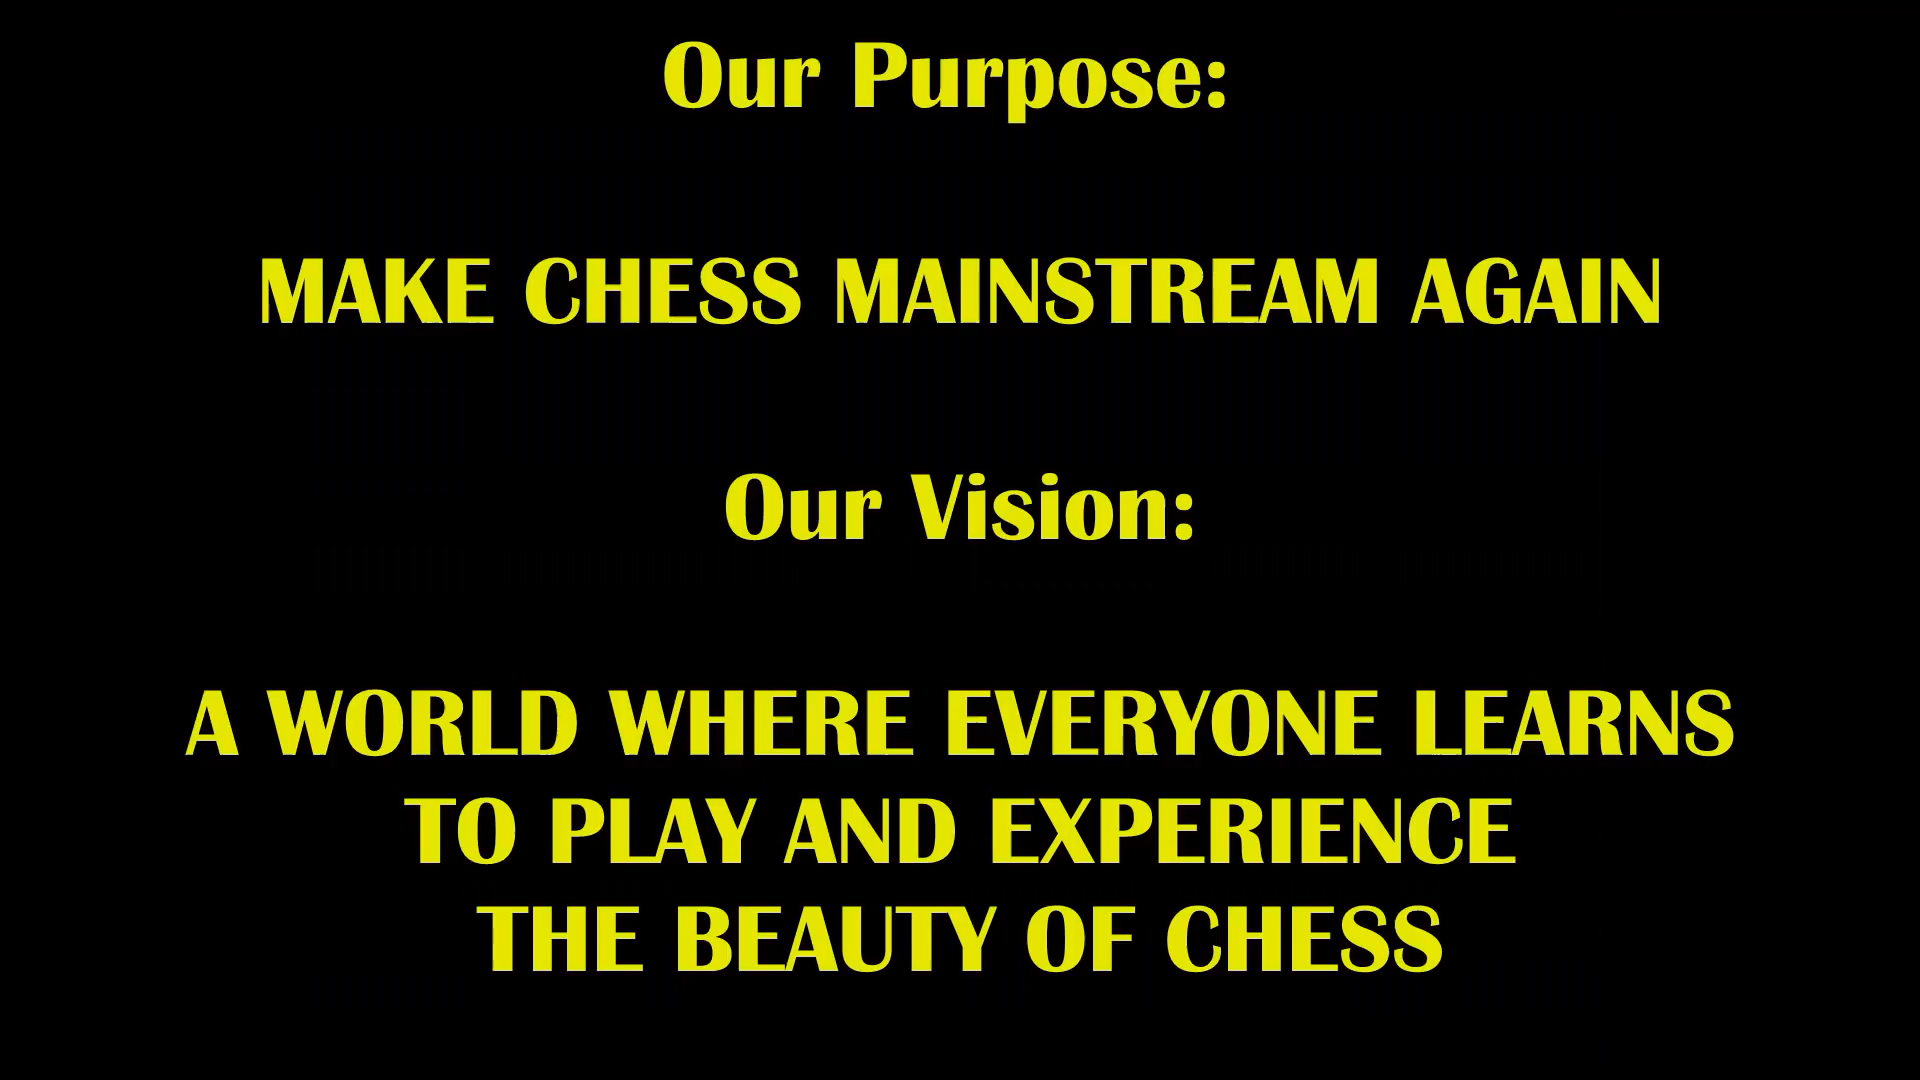 Our Purpose:
MAKE CHESS MAINSTREAM AGAIN
Our Vision:
A WORLD WHERE EVERYONE LEARNS
TO PLAY AND EXPERIENCE
THE BEAUTY OF CHESS